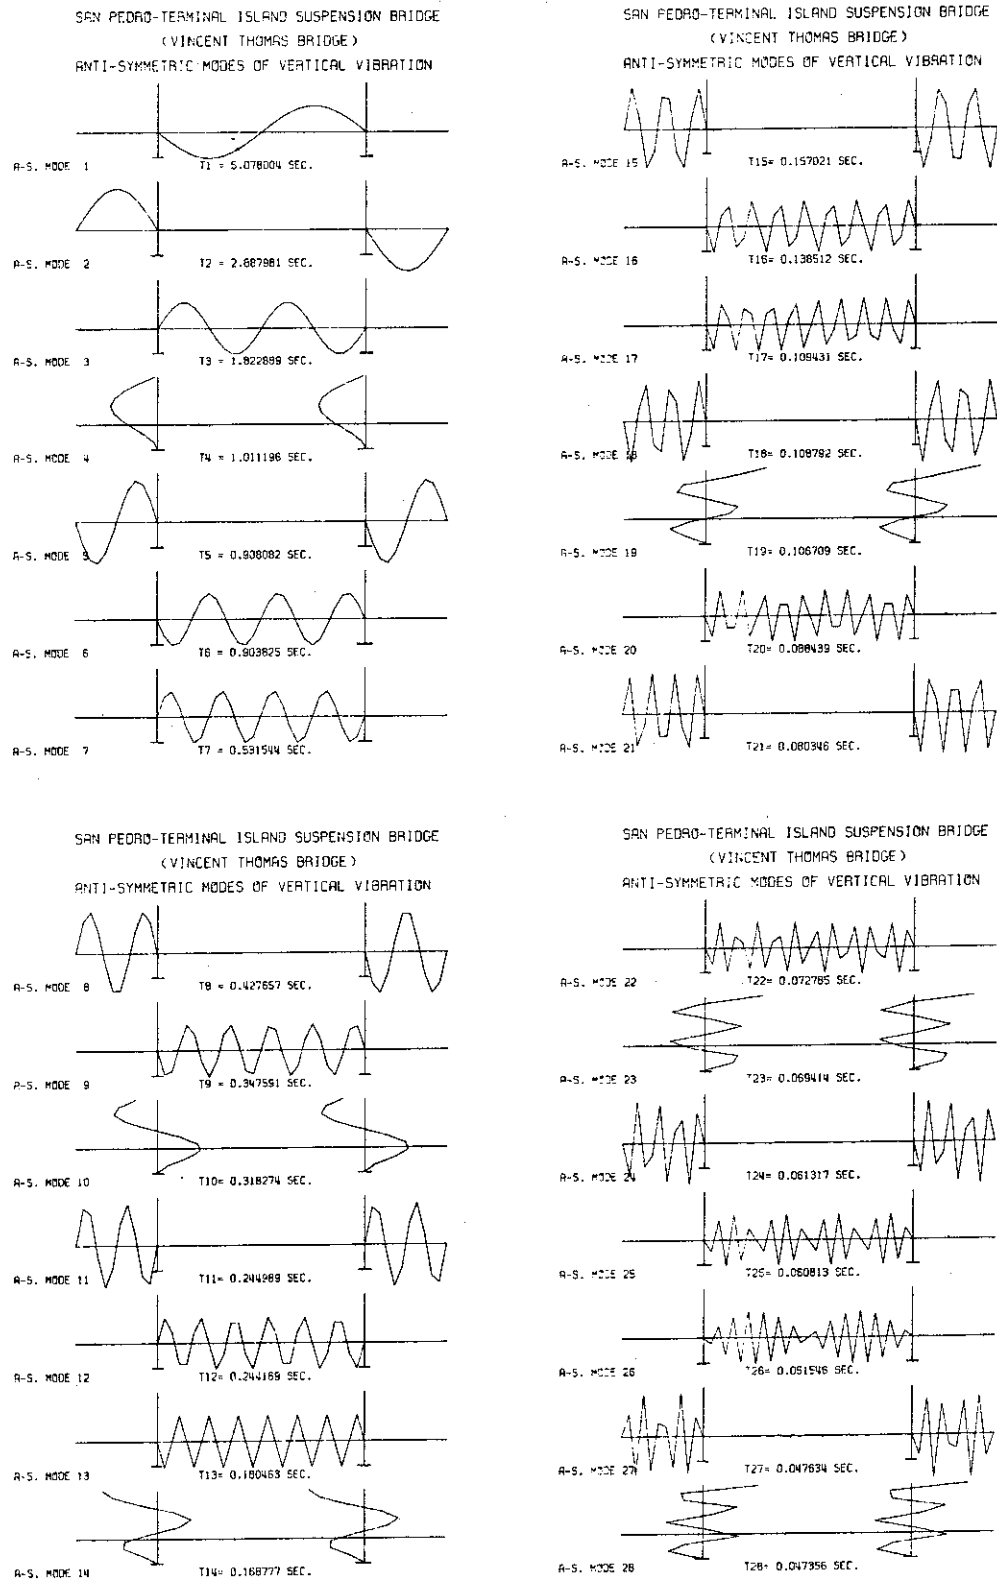 SAN PEDRO-TERMINAL ISLAND SUSPENSION BRIDGE
(VINCENT THOMAS BRIDGE)
ANTI-SYMMETRIC MODES OF VERTICAL VIBRATION
A-S. MODE 1 T1 = 5.078004 SEC.
A-S. MODE 2 T2 = 2.687981 SEC.
A-S. MODE 3 T3 = 1.822889 SEC.
A-S. MODE 4 T4 = 1.011196 SEC.
A-S. MODE 5 T5 = 0.908082 SEC.
A-S. MODE 6 T6 = 0.903825 SEC.
A-S. MODE 7 T7 = 0.531544 SEC.
SAN PEDRO-TERMINAL ISLAND SUSPENSION BRIDGE
(VINCENT THOMAS BRIDGE)
ANTI-SYMMETRIC MODES OF VERTICAL VIBRATION
A-S. MODE 8 T8 = 0.427657 SEC.
A-S. MODE 9 T9 = 0.347591 SEC.
A-S. MODE 10 T10= 0.318274 SEC.
A-S. MODE 11 T11= 0.244989 SEC.
A-S. MODE 12 T12= 0.244169 SEC.
A-S. MODE 13 T13= 0.180463 SEC.
A-S. MODE 14 T14= 0.168777 SEC.
SAN PEDRO-TERMINAL ISLAND SUSPENSION BRIDGE
(VINCENT THOMAS BRIDGE)
ANTI-SYMMETRIC MODES OF VERTICAL VIBRATION
A-S. MODE 15 T15= 0.157021 SEC.
A-S. MODE 16 T16= 0.138512 SEC.
A-S. MODE 17 T17= 0.109431 SEC.
A-S. MODE 18 T18= 0.108792 SEC.
A-S. MODE 19 T19= 0.106709 SEC.
A-S. MODE 20 T20= 0.088439 SEC.
A-S. MODE 21 T21= 0.080346 SEC.
SAN PEDRO-TERMINAL ISLAND SUSPENSION BRIDGE
(VINCENT THOMAS BRIDGE)
ANTI-SYMMETRIC MODES OF VERTICAL VIBRATION
A-S. MODE 22 T22= 0.072785 SEC.
A-S. MODE 23 T23= 0.069414 SEC.
A-S. MODE 24 T24= 0.061317 SEC.
A-S. MODE 25 T25= 0.060813 SEC.
A-S. MODE 26 T26= 0.051546 SEC.
A-S. MODE 27 T27= 0.047634 SEC.
A-S. MODE 28 T28= 0.047356 SEC.